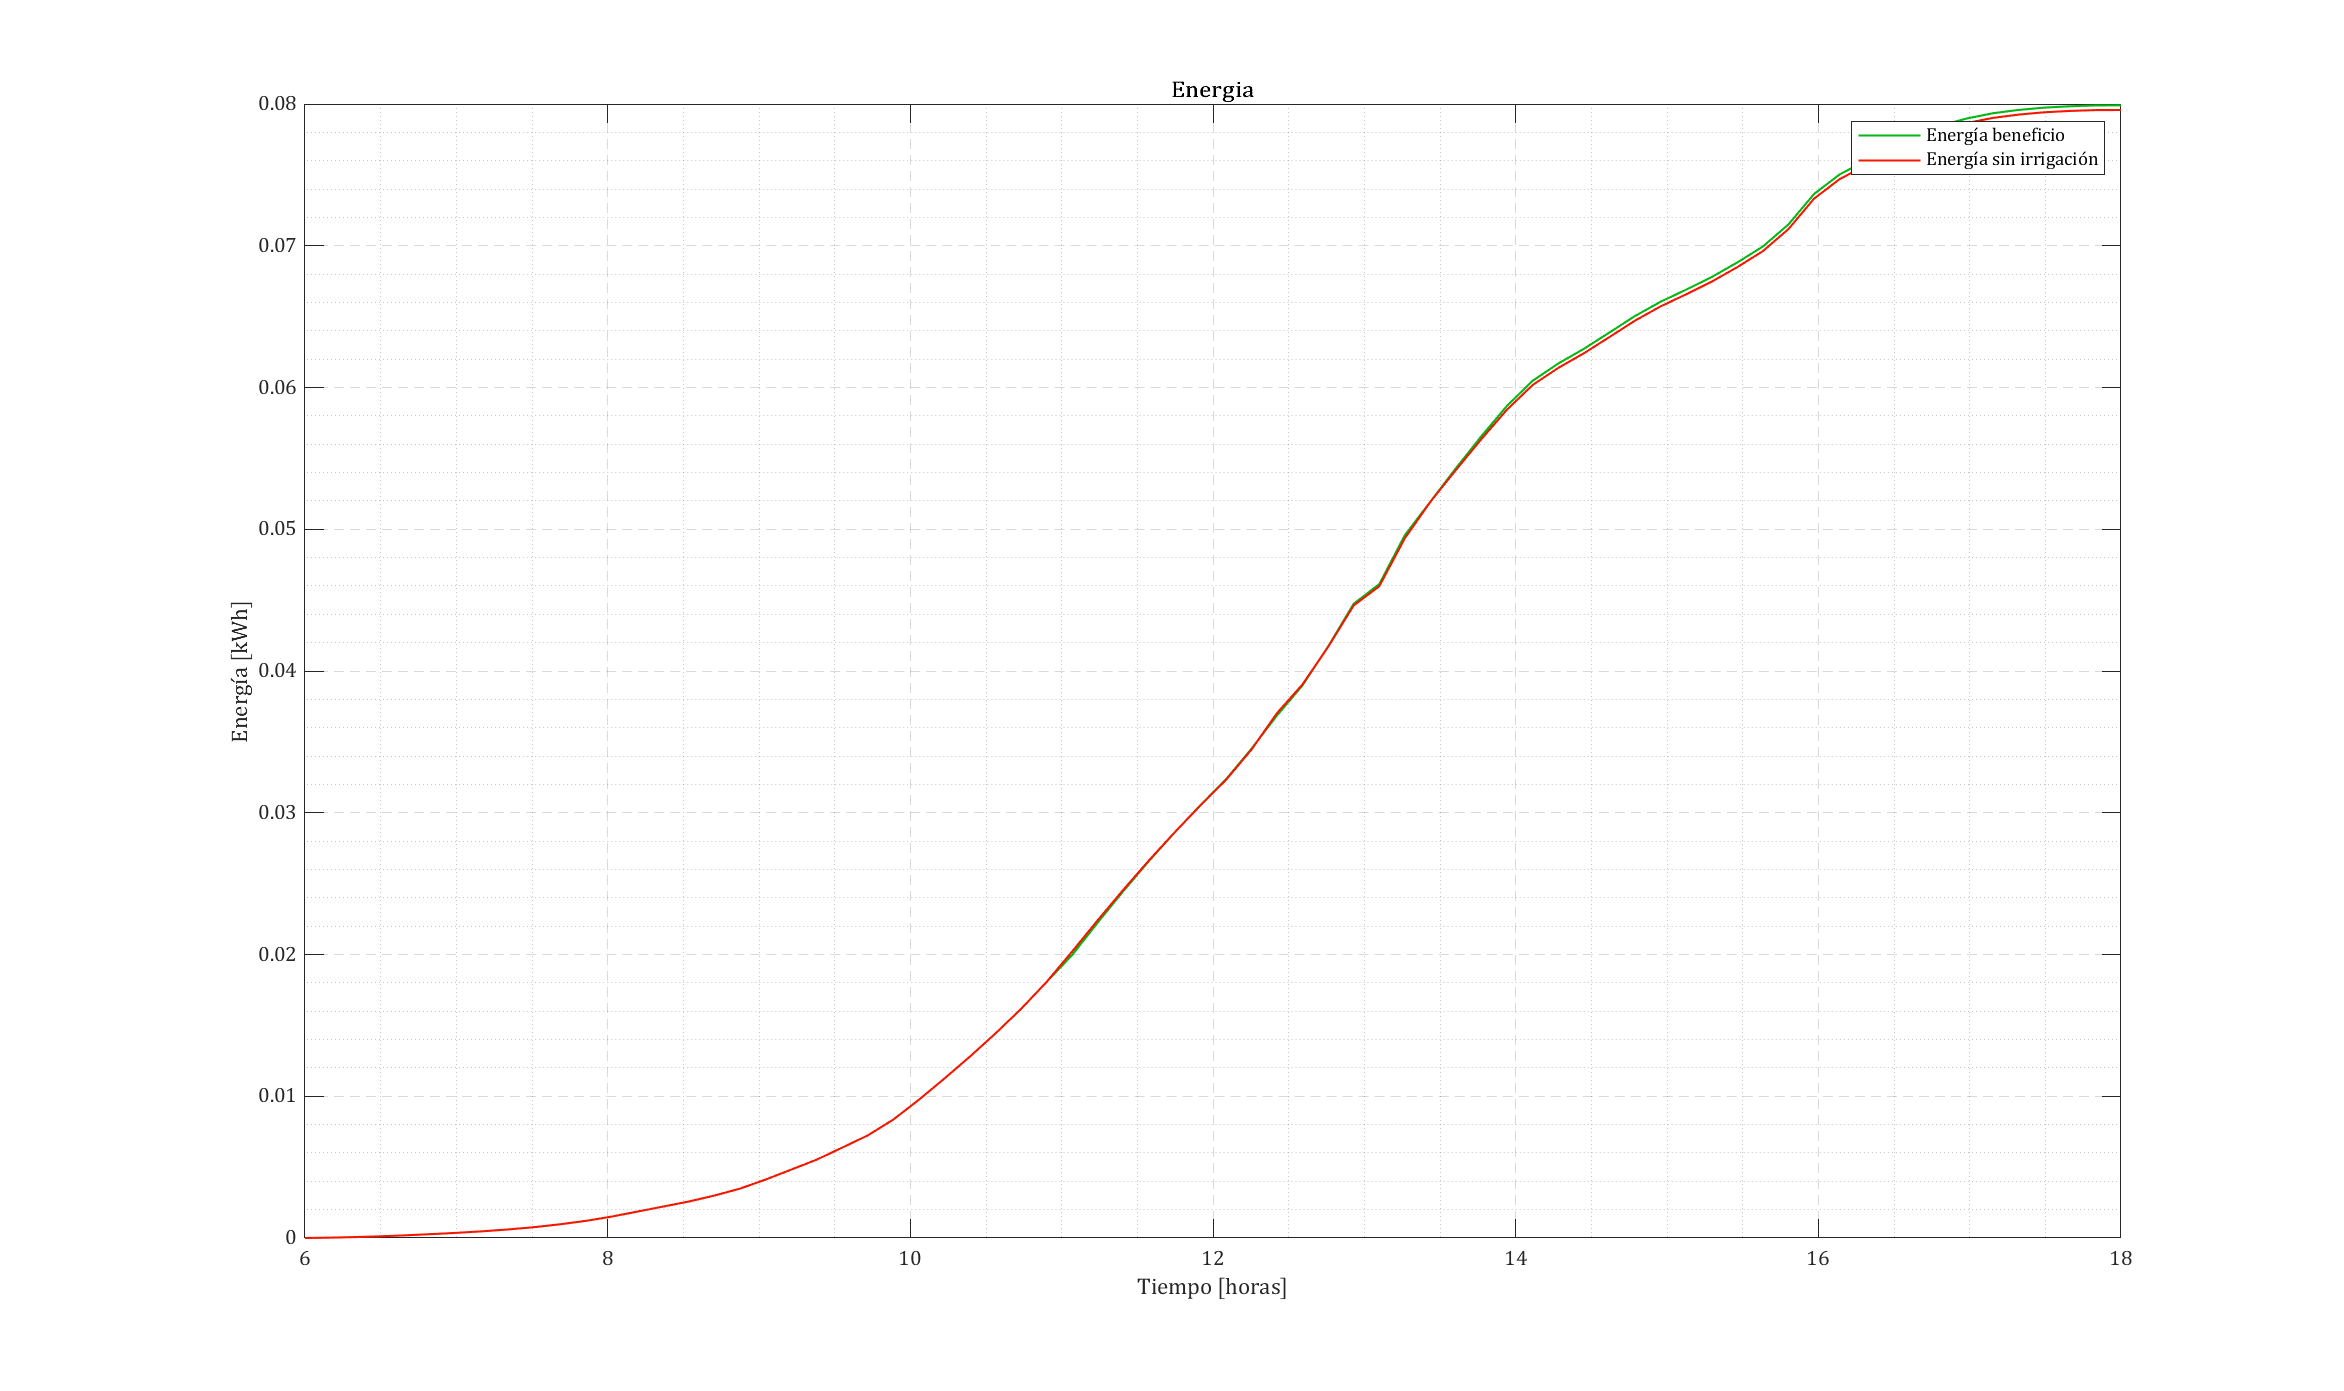 Energia
0.08
0.07
0.06
0.05
0.04
0.03
0.02
0.01
0
Energía [kWh]
Energía beneficio
Energía sin irrigación
6 8 10 12 14 16 18
Tiempo [horas]